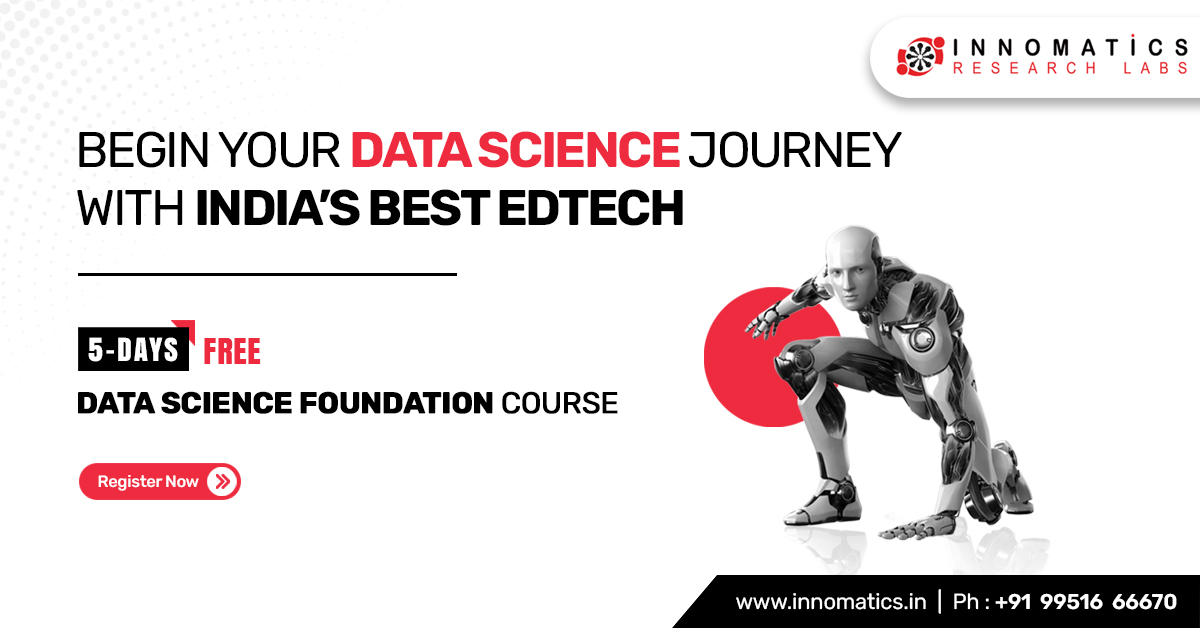 INNOMATICS
RESEARCH LABS
BEGIN YOUR DATA SCIENCE JOURNEY
WITH INDIA'S BEST EDTECH
5-DAYS FREE
DATA SCIENCE FOUNDATION COURSE
Register Now
www.innomatics.in | Ph : +91 99516 66670